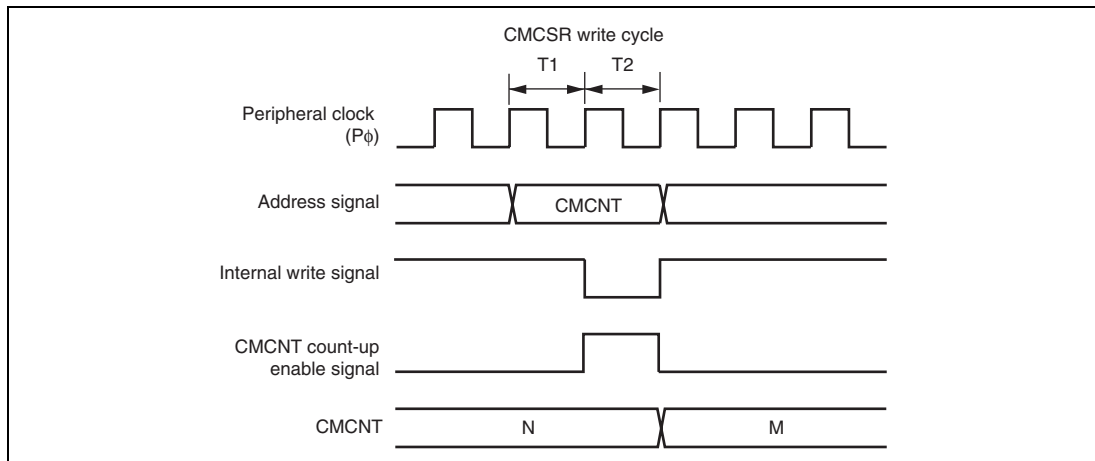 CMCSR write cycle
T1
T2
Peripheral clock
(Pϕ)
Address signal
CMCNT
Internal write signal
CMCNT count-up
enable signal
CMCNT
N
M